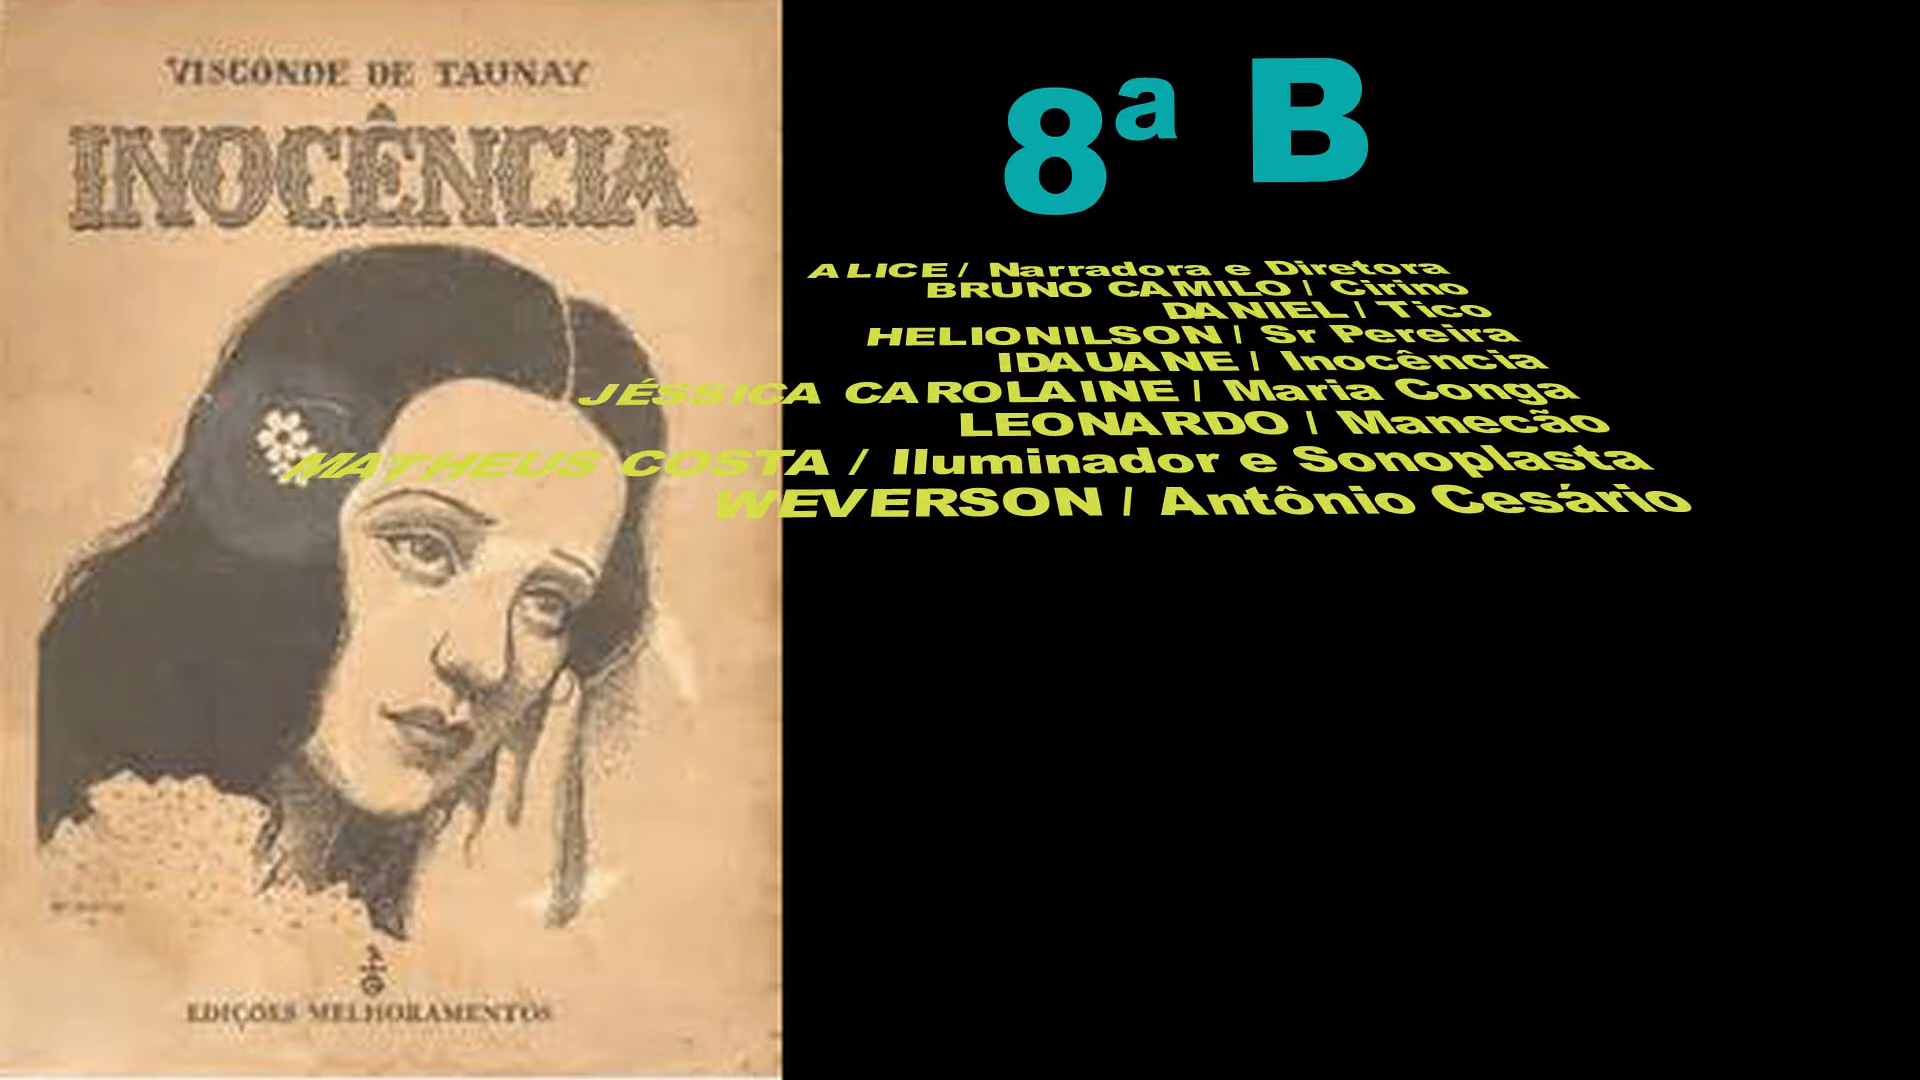 VISCONDE DE TAUNAY
INOCÊNCIA
EDIÇÕES MELHORAMENTOS
8ª B
ALICE / Narradora e Diretora
BRUNO CAMILO / Cirino
DANIEL / Tico
HELIONILSON / Sr Pereira
IDAUANE / Inocência
JÉSSICA CAROLAINE / Maria Conga
LEONARDO / Manecão
MATHEUS COSTA / Iluminador e Sonoplasta
WEVERSON / Antônio Cesário